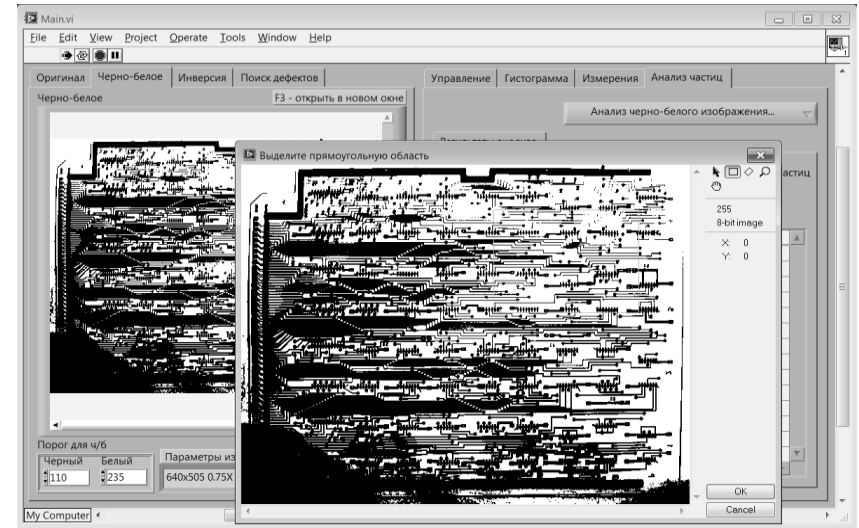 Main.vi
File Edit View Project Operate Tools Window Help
Оригинал Черно-белое Инверсия Поиск дефектов
Управление Гистограмма Измерения Анализ частиц
Черно-белое F3 - открыть в новом окне
Анализ черно-белого изображения...
Выделите прямоугольную область
астиц
255
8-bit image
X: 0
Y: 0
Порог для ч/б
Черный Белый
110 235
Параметры из
640x505 0.75X
OK
Cancel
My Computer